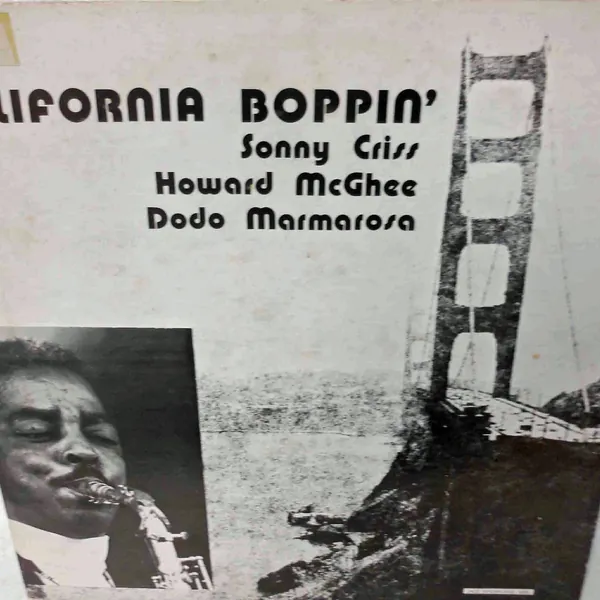 LIFORNIA BOPPIN'
Sonny Criss
Howard McGhee
Dodo Marmarosa